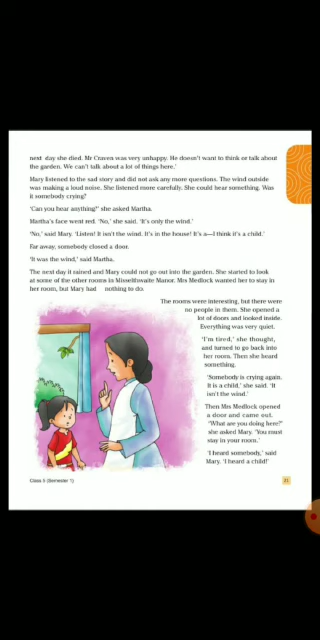 next day she died. Mr Craven was very unhappy. He doesn't want to think or talk about
the garden. We can't talk about a lot of things here.'
Mary listened to the sad story and did not ask any more questions. The wind outside
was making a loud noise. She listened more carefully. She could hear something. Was
it somebody crying?
'Can you hear anything?' she asked Martha.
Martha's face went red. 'No,' she said. 'It's only the wind.'
'No,' said Mary. 'Listen! It isn't the wind. It's in the house! It's a—I think it's a child.'
Far away, somebody closed a door.
'It was the wind,' said Martha.
The next day it rained and Mary could not go out into the garden. She started to look
at some of the other rooms in Misselthwaite Manor. Mrs Medlock wanted her to stay in
her room, but Mary had nothing to do.
The rooms were interesting, but there were
no people in them. She opened a
lot of doors and looked inside.
Everything was very quiet.
'I'm tired,' she thought,
and turned to go back into
her room. Then she heard
something.
'Somebody is crying again.
It is a child,' she said. 'It
isn't the wind.'
Then Mrs Medlock opened
a door and came out.
'What are you doing here?'
she asked Mary. 'You must
stay in your room.'
'I heard somebody,' said
Mary. 'I heard a child!'
Class 5 (Semester 1)
21